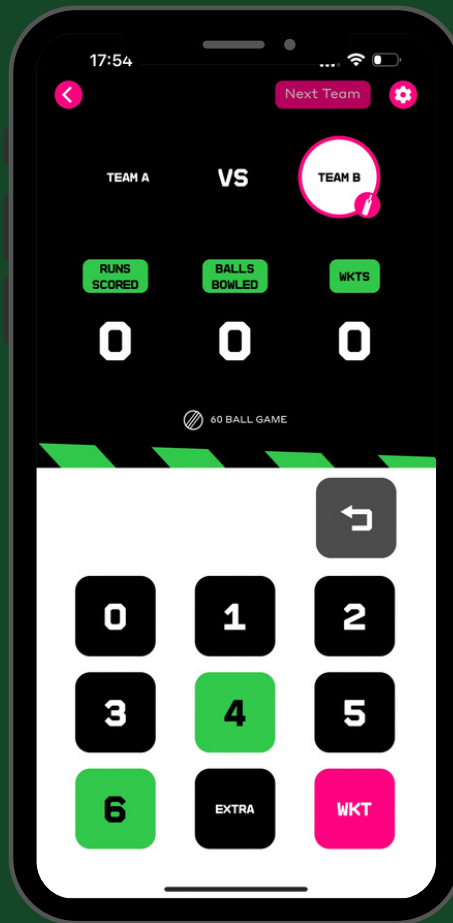 17:54
Next Team
TEAM A VS TEAM B
RUNS SCORED
BALLS BOWLED
WKTS
0 0 0
60 BALL GAME
0 1 2
3 4 5
6 EXTRA WKT